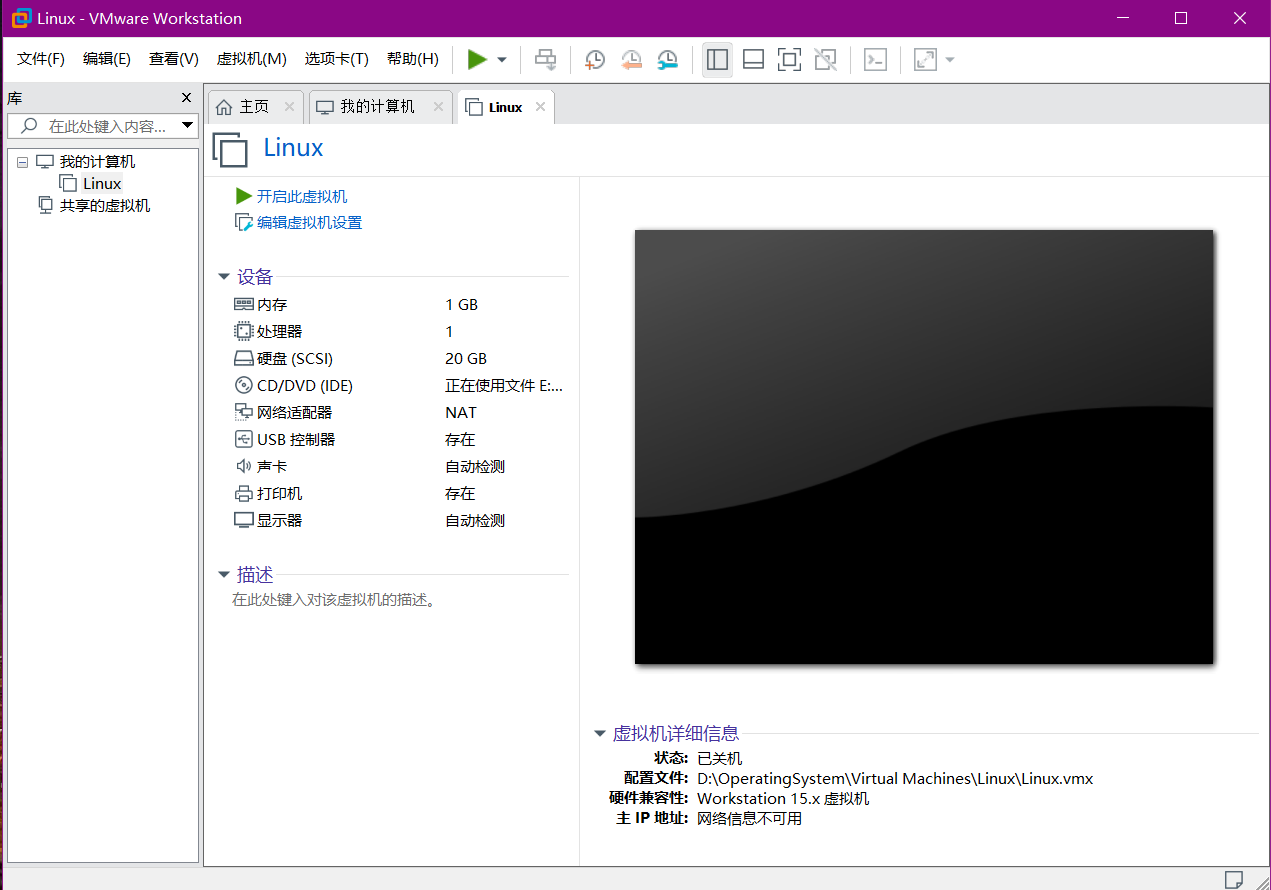 Linux - VMware Workstation
文件(F) 编辑(E) 查看(V) 虚拟机(M) 选项卡(T) 帮助(H)
库
在此处键入内容...
我的计算机
Linux
共享的虚拟机
主页 我的计算机 Linux
Linux
开启此虚拟机
编辑虚拟机设置
设备
内存 1 GB
处理器 1
硬盘 (SCSI) 20 GB
CD/DVD (IDE) 正在使用文件 E:...
网络适配器 NAT
USB 控制器 存在
声卡 自动检测
打印机 存在
显示器 自动检测
描述
在此处键入对该虚拟机的描述。
虚拟机详细信息
状态: 已关机
配置文件: D:\OperatingSystem\Virtual Machines\Linux\Linux.vmx
硬件兼容性: Workstation 15.x 虚拟机
主 IP 地址: 网络信息不可用